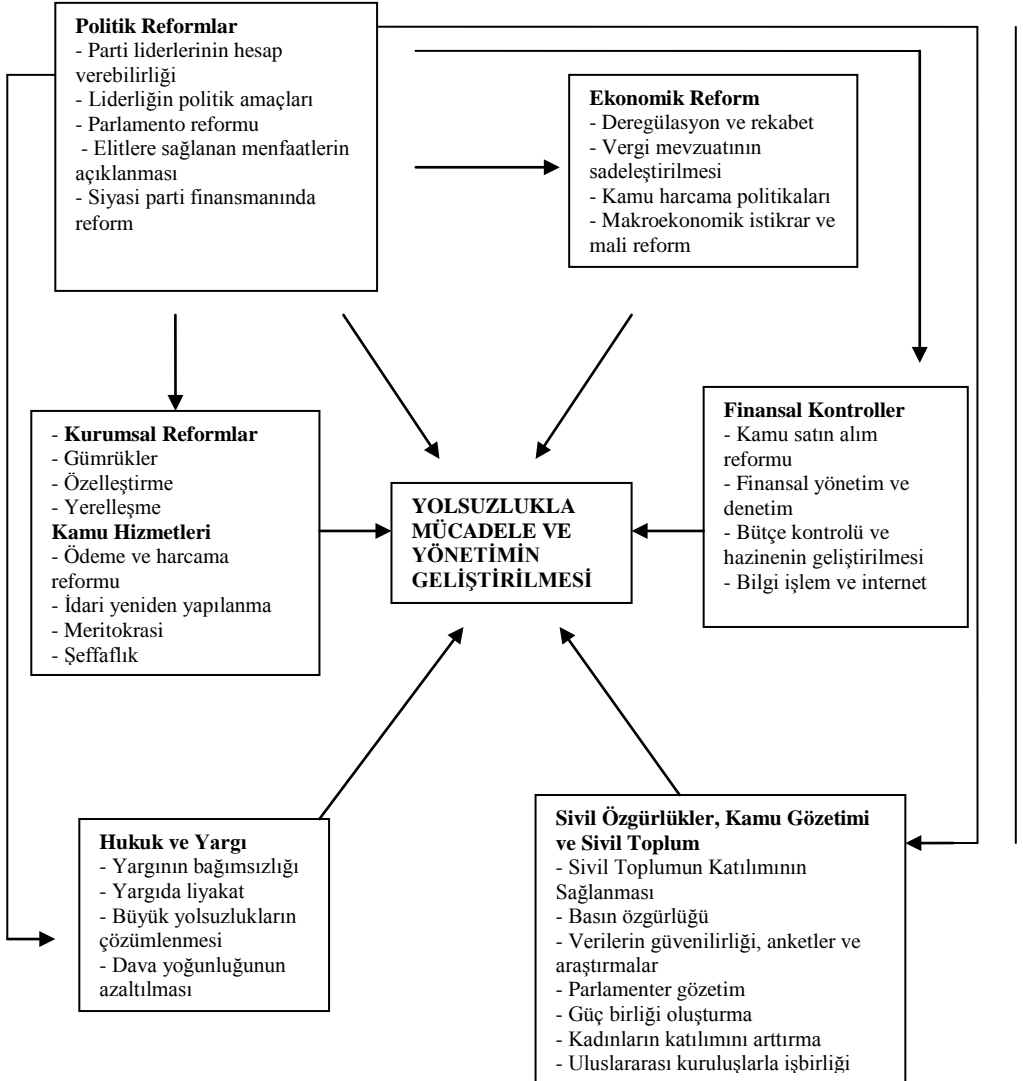 Politik Reformlar
- Parti liderlerinin hesap
verebilirliği
- Liderliğin politik amaçları
- Parlamento reformu
- Elitlere sağlanan menfaatlerin
açıklanması
- Siyasi parti finansmanında
reform
Ekonomik Reform
- Deregülasyon ve rekabet
- Vergi mevzuatının
sadeleştirilmesi
- Kamu harcama politikaları
- Makroekonomik istikrar ve
mali reform
- Kurumsal Reformlar
- Gümrükler
- Özelleştirme
- Yerelleşme
Kamu Hizmetleri
- Ödeme ve harcama
reformu
- İdari yeniden yapılanma
- Meritokrasi
- Şeffaflık
YOLSUZLUKLA
MÜCADELE VE
YÖNETİMİN
GELİŞTİRİLMESİ
Finansal Kontroller
- Kamu satın alım
reformu
- Finansal yönetim ve
denetim
- Bütçe kontrolü ve
hazinenin geliştirilmesi
- Bilgi işlem ve internet
Hukuk ve Yargı
- Yargının bağımsızlığı
- Yargıda liyakat
- Büyük yolsuzlukların
çözümlenmesi
- Dava yoğunluğunun
azaltılması
Sivil Özgürlükler, Kamu Gözetimi
ve Sivil Toplum
- Sivil Toplumun Katılımının
Sağlanması
- Basın özgürlüğü
- Verilerin güvenilirliği, anketler ve
araştırmalar
- Parlamenter gözetim
- Güç birliği oluşturma
- Kadınların katılımını arttırma
- Uluslararası kuruluşlarla işbirliği